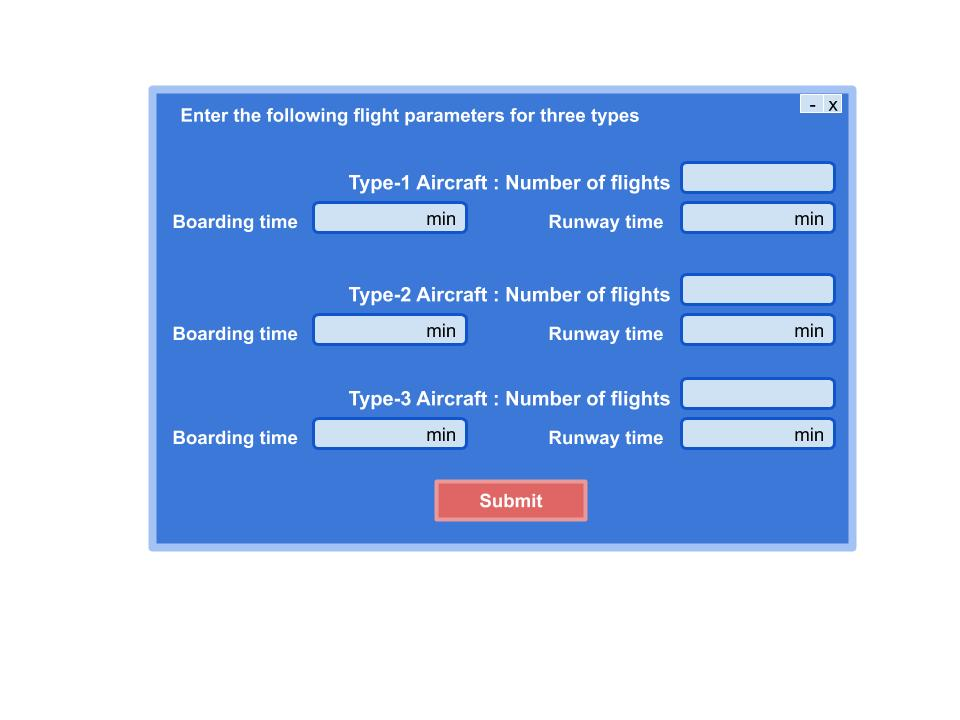 Enter the following flight parameters for three types
- x
Type-1 Aircraft : Number of flights
Boarding time min Runway time min
Type-2 Aircraft : Number of flights
Boarding time min Runway time min
Type-3 Aircraft : Number of flights
Boarding time min Runway time min
Submit